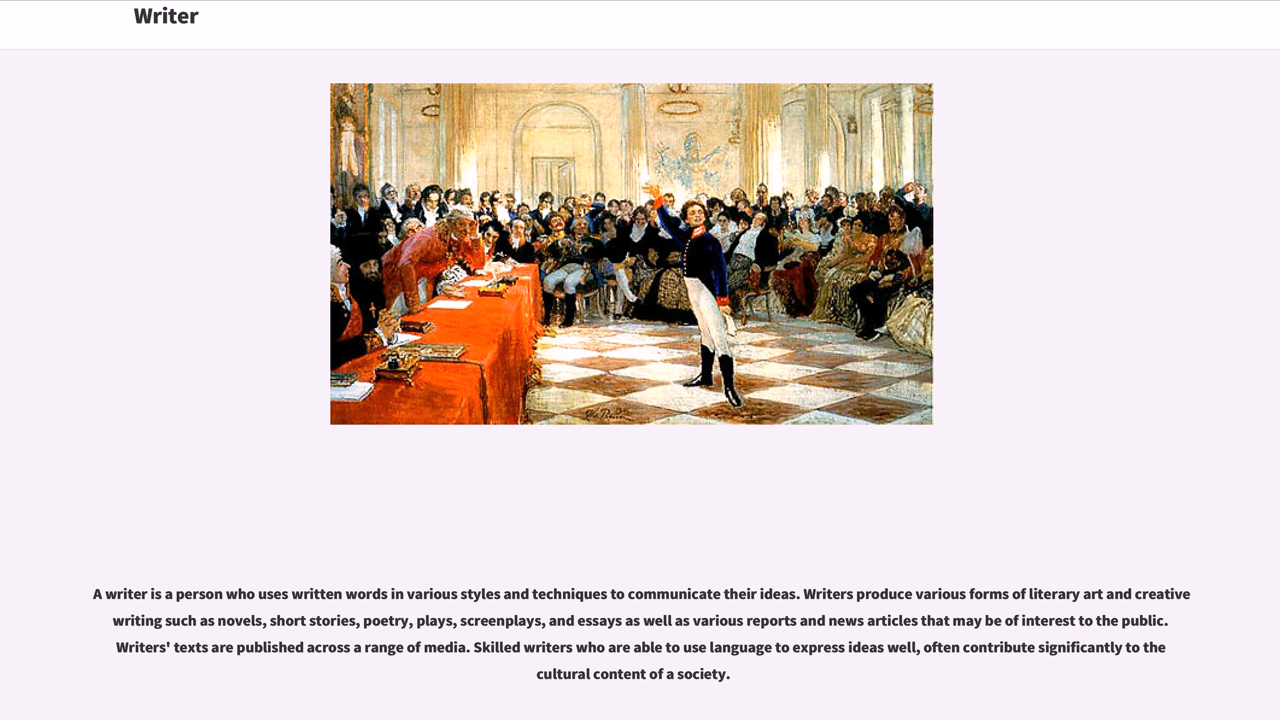 Writer
A writer is a person who uses written words in various styles and techniques to communicate their ideas. Writers produce various forms of literary art and creative
writing such as novels, short stories, poetry, plays, screenplays, and essays as well as various reports and news articles that may be of interest to the public.
Writers' texts are published across a range of media. Skilled writers who are able to use language to express ideas well, often contribute significantly to the
cultural content of a society.